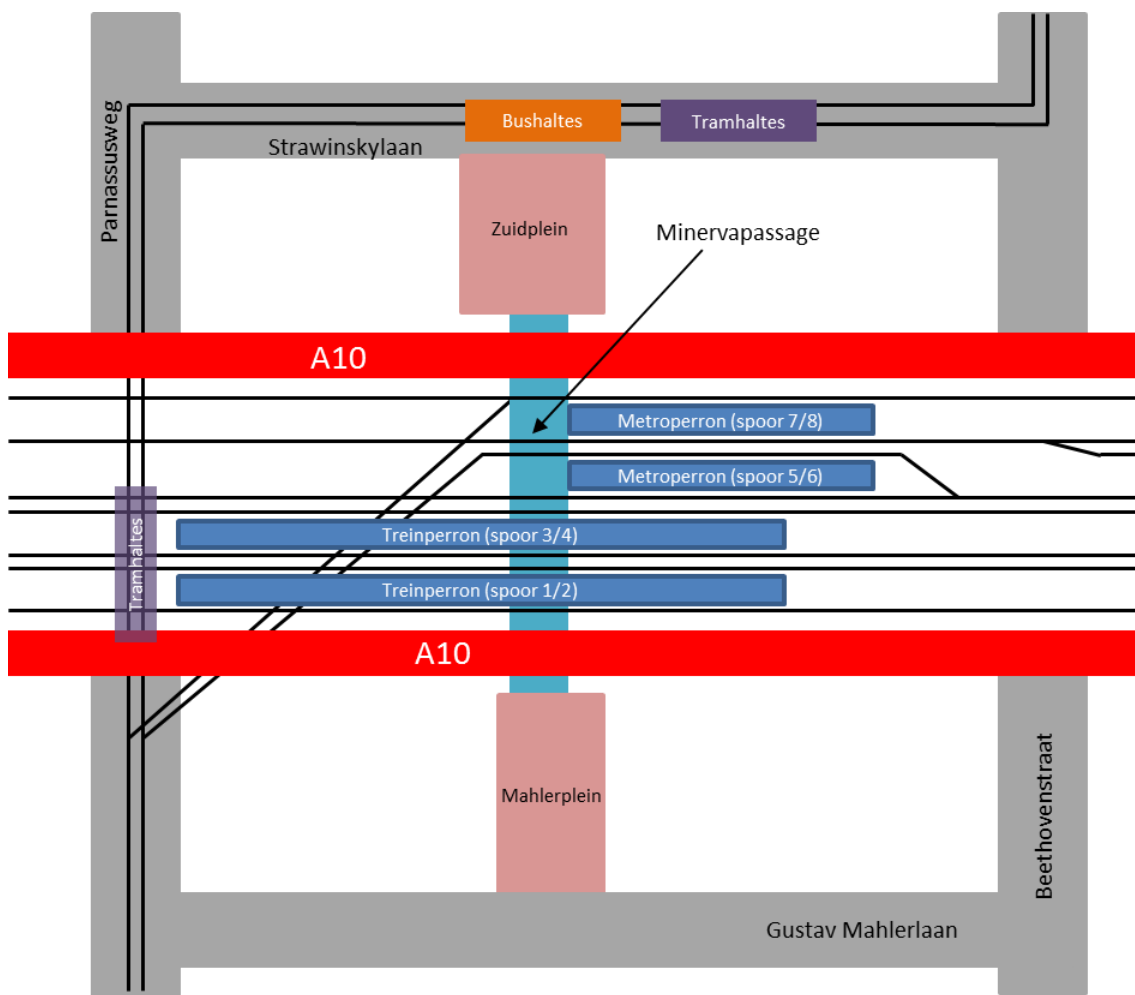 Parnassusweg
Bushaltes
Tramhaltes
Strawinskylaan
Zuidplein
Minervapassage
A10
Metroperron (spoor 7/8)
Metroperron (spoor 5/6)
Tramhaltes
Treinperron (spoor 3/4)
Treinperron (spoor 1/2)
A10
Mahlerplein
Beethovenstraat
Gustav Mahlerlaan